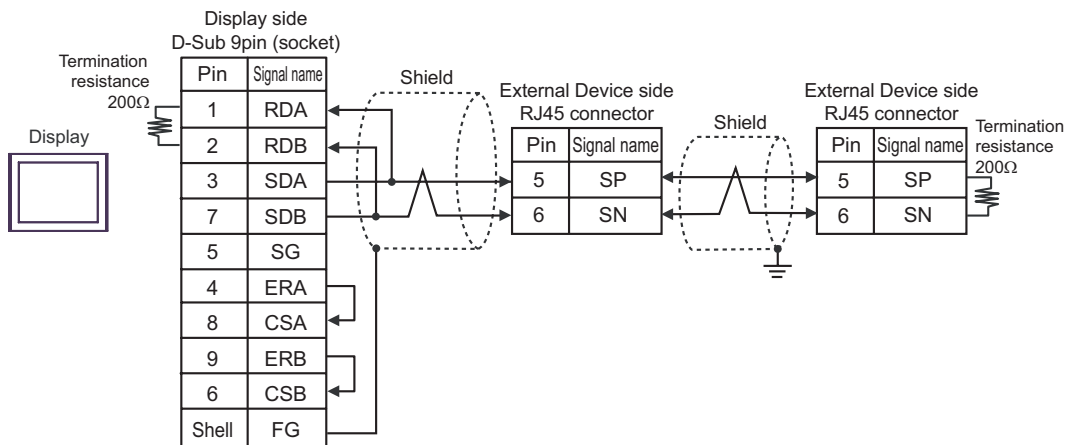 Display side
D-Sub 9pin (socket)
Termination
resistance
200Ω
Display
Pin Signal name
1 RDA
2 RDB
3 SDA
7 SDB
5 SG
4 ERA
8 CSA
9 ERB
6 CSB
Shell FG
Shield
External Device side
RJ45 connector
Pin Signal name
5 SP
6 SN
Shield
External Device side
RJ45 connector
Pin Signal name
5 SP
6 SN
Termination
resistance
200Ω